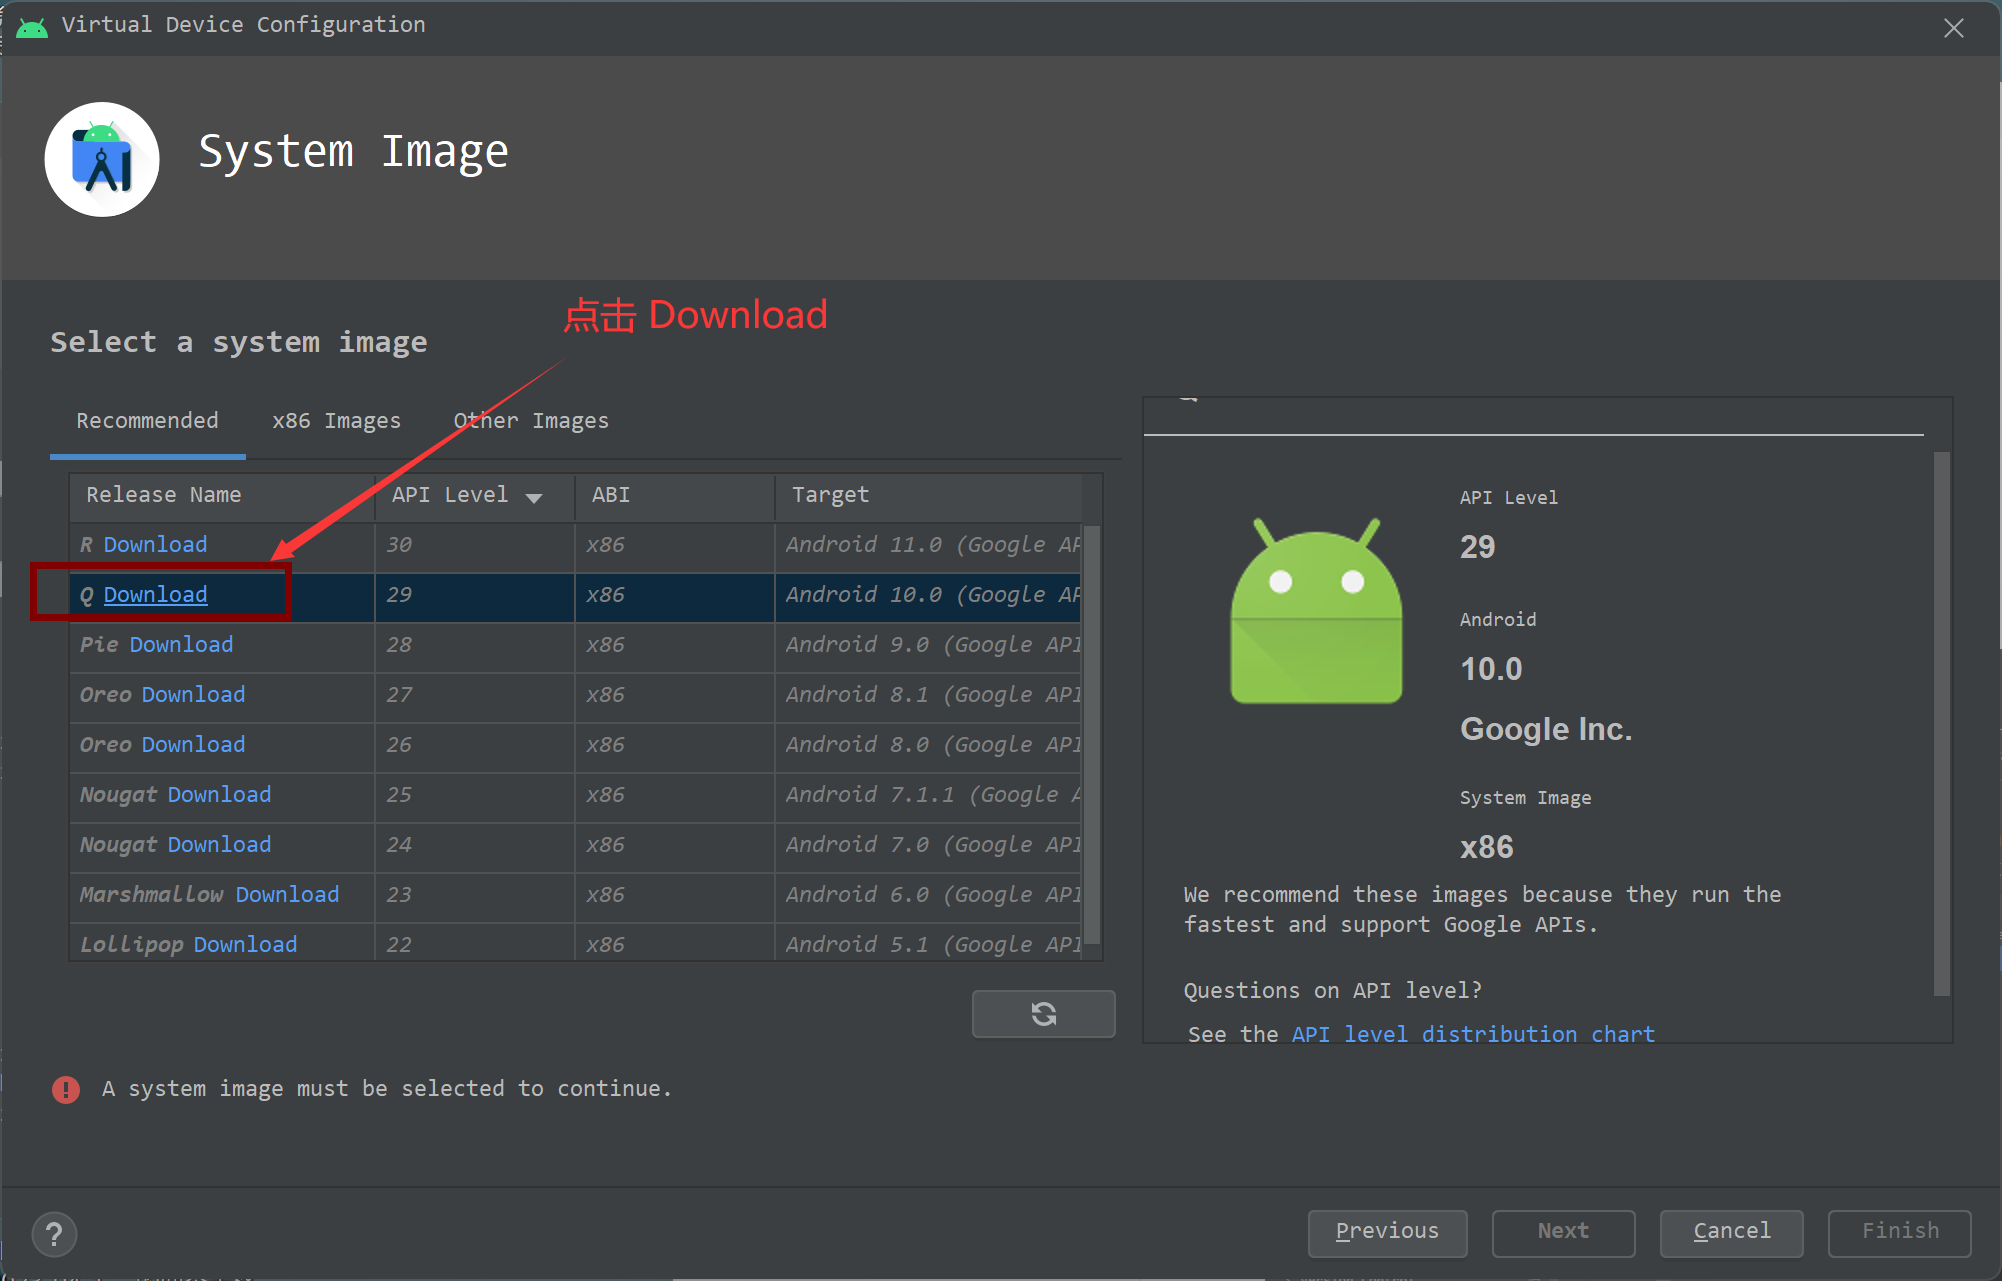 Virtual Device Configuration
System Image
点击 Download
Select a system image
Recommended x86 Images Other Images
Release Name API Level ABI Target
R Download 30 x86 Android 11.0 (Google AP
Q Download 29 x86 Android 10.0 (Google AP
Pie Download 28 x86 Android 9.0 (Google API
Oreo Download 27 x86 Android 8.1 (Google API
Oreo Download 26 x86 Android 8.0 (Google API
Nougat Download 25 x86 Android 7.1.1 (Google A
Nougat Download 24 x86 Android 7.0 (Google API
Marshmallow Download 23 x86 Android 6.0 (Google API
Lollipop Download 22 x86 Android 5.1 (Google API
API Level
29
Android
10.0
Google Inc.
System Image
x86
We recommend these images because they run the
fastest and support Google APIs.
Questions on API level?
See the API level distribution chart
A system image must be selected to continue.
? Previous Next Cancel Finish